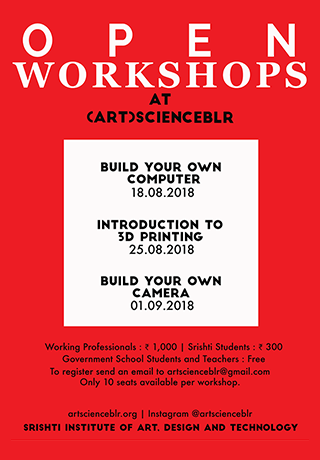 OPEN
WORKSHOPS
AT
(ART)SCIENCEBLR
BUILD YOUR OWN
COMPUTER
18.08.2018
INTRODUCTION TO
3D PRINTING
25.08.2018
BUILD YOUR OWN
CAMERA
01.09.2018
Working Professionals : ₹ 1,000 | Srishti Students : ₹ 300
Government School Students and Teachers : Free
To register send an email to artscienceblr@gmail.com
Only 10 seats available per workshop.
artscienceblr.org | Instagram @artscienceblr
SRISHTI INSTITUTE OF ART, DESIGN AND TECHNOLOGY